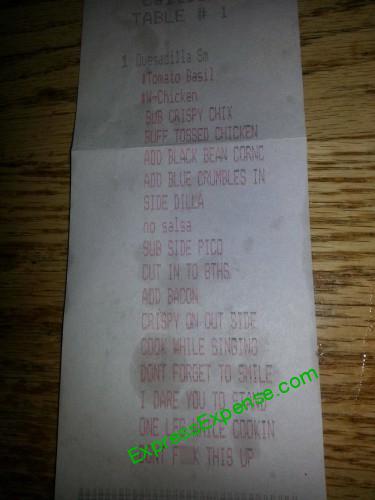 TABLE # 1
1 Quesadilla Sm
#Tomato Basil
#W-Chicken
SUB CRISPY CHIX
BUFF TOSSED CHICKEN
ADD BLACK BEAN CORNC
ADD BLUE CRUMBLES IN
SIDE DILLA
no salsa
SUB SIDE PICO
CUT IN TO 8THS
ADD BACON
CRISPY ON OUT SIDE
COOK WHILE SINGING
DONT FORGET TO SMILE
I DARE YOU TO STAND
ONE LEG WHILE COOKIN
DONT F K THIS UP
ExpressExpense.com